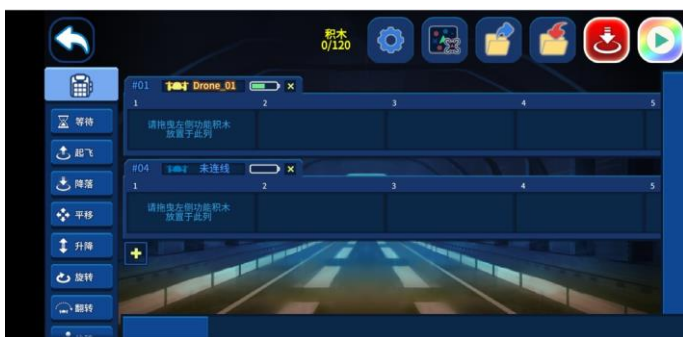 积木
0/120
#01 Drone_01
1 2 3 4 5
请拖曳左侧功能积木
放置于此列
#04 未连线
1 2 3 4 5
请拖曳左侧功能积木
放置于此列
等待
起飞
降落
平移
升降
旋转
翻转